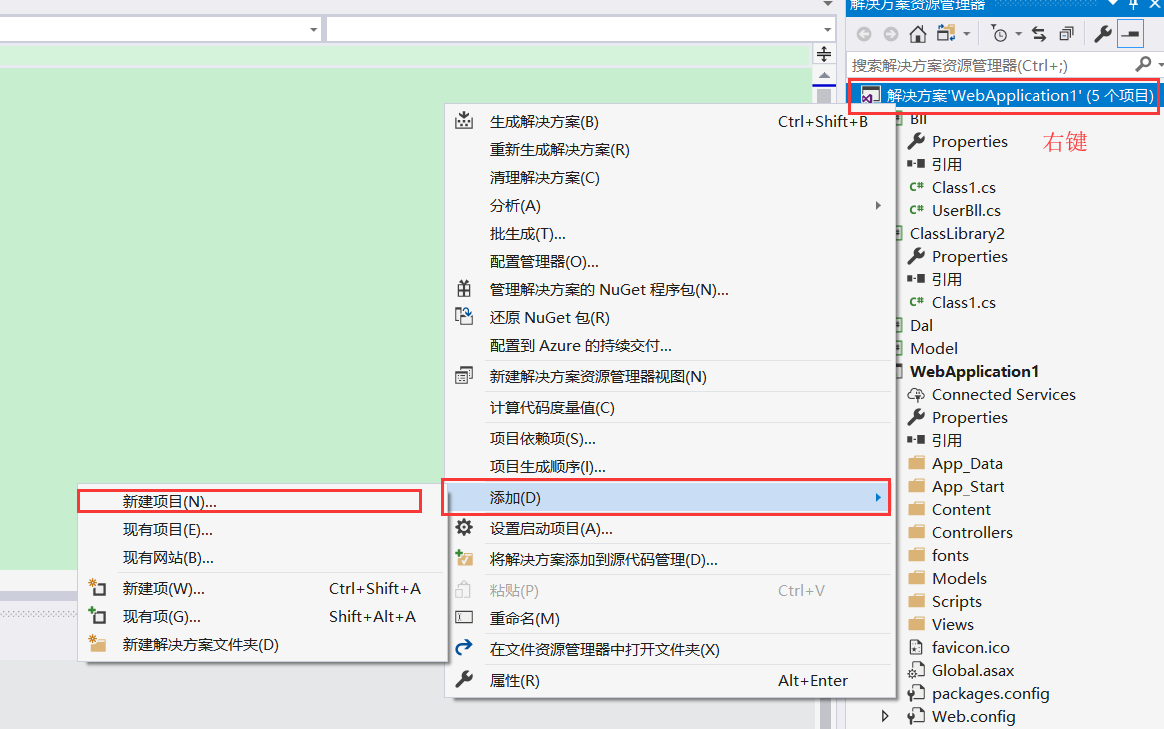 解决方案资源管理器
搜索解决方案资源管理器(Ctrl+;)
解决方案'WebApplication1' (5 个项目)
Bll
右键
Properties
引用
Class1.cs
UserBll.cs
ClassLibrary2
Properties
引用
Class1.cs
Dal
Model
WebApplication1
Connected Services
Properties
引用
App_Data
App_Start
Content
Controllers
fonts
Models
Scripts
Views
favicon.ico
Global.asax
packages.config
Web.config
生成解决方案(B) Ctrl+Shift+B
重新生成解决方案(R)
清理解决方案(C)
分析(A)
批生成(T)...
配置管理器(O)...
管理解决方案的 NuGet 程序包(N)...
还原 NuGet 包(R)
配置到 Azure 的持续交付...
新建解决方案资源管理器视图(N)
计算代码度量值(C)
项目依赖项(S)...
项目生成顺序(I)...
添加(D)
设置启动项目(A)...
将解决方案添加到源代码管理(D)...
粘贴(P) Ctrl+V
重命名(M)
在文件资源管理器中打开文件夹(X)
属性(R) Alt+Enter
新建项目(N)...
现有项目(E)...
现有网站(B)...
新建项(W)... Ctrl+Shift+A
现有项(G)... Shift+Alt+A
新建解决方案文件夹(D)